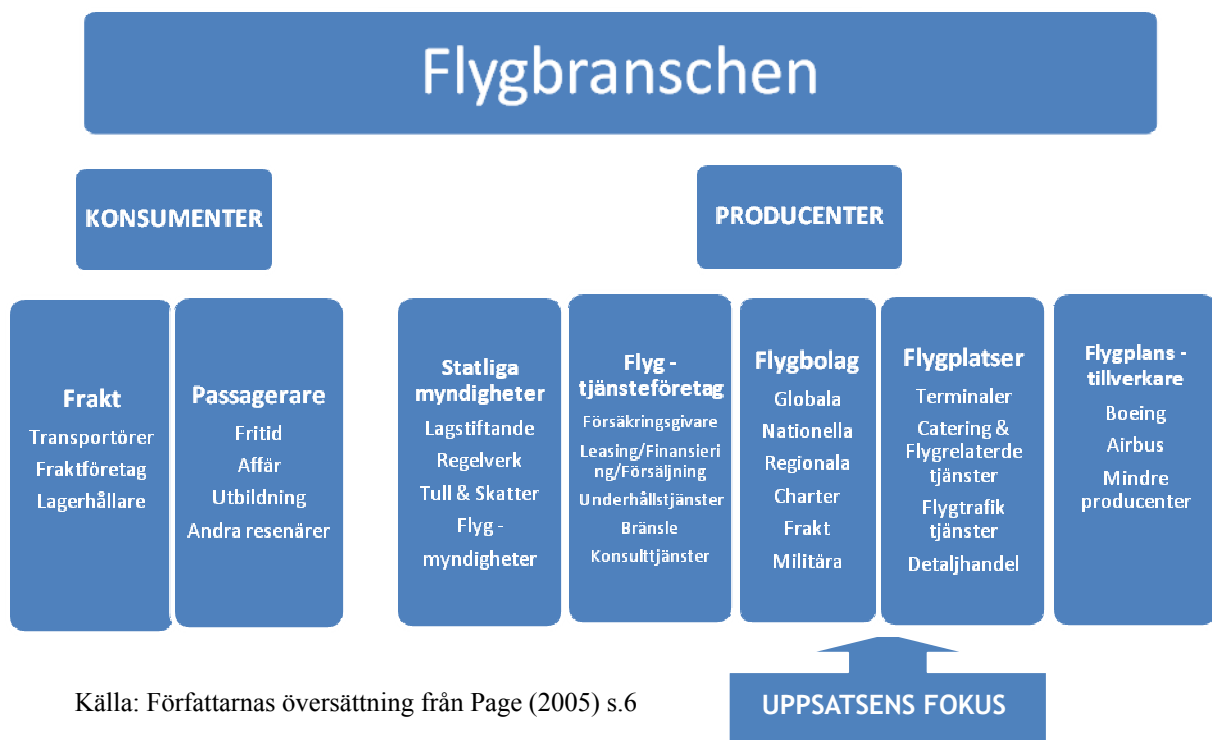 Flygbranschen
KONSUMENTER
PRODUCENTER
Frakt
Transportörer
Fraktföretag
Lagerhållare
Passagerare
Fritid
Affär
Utbildning
Andra resenärer
Statliga
myndigheter
Lagstiftande
Regelverk
Tull & Skatter
Flyg -
myndigheter
Flyg -
tjänsteföretag
Försäkringsgivare
Leasing/Finansieri
ng/Försäljning
Underhållstjänster
Bränsle
Konsulttjänster
Flygbolag
Globala
Nationella
Regionala
Charter
Frakt
Militära
Flygplatser
Terminaler
Catering &
Flygrelaterde
tjänster
Flygtrafik
tjänster
Detaljhandel
Flygplans -
tillverkare
Boeing
Airbus
Mindre
producenter
Källa: Författarnas översättning från Page (2005) s.6
UPPSATSENS FOKUS